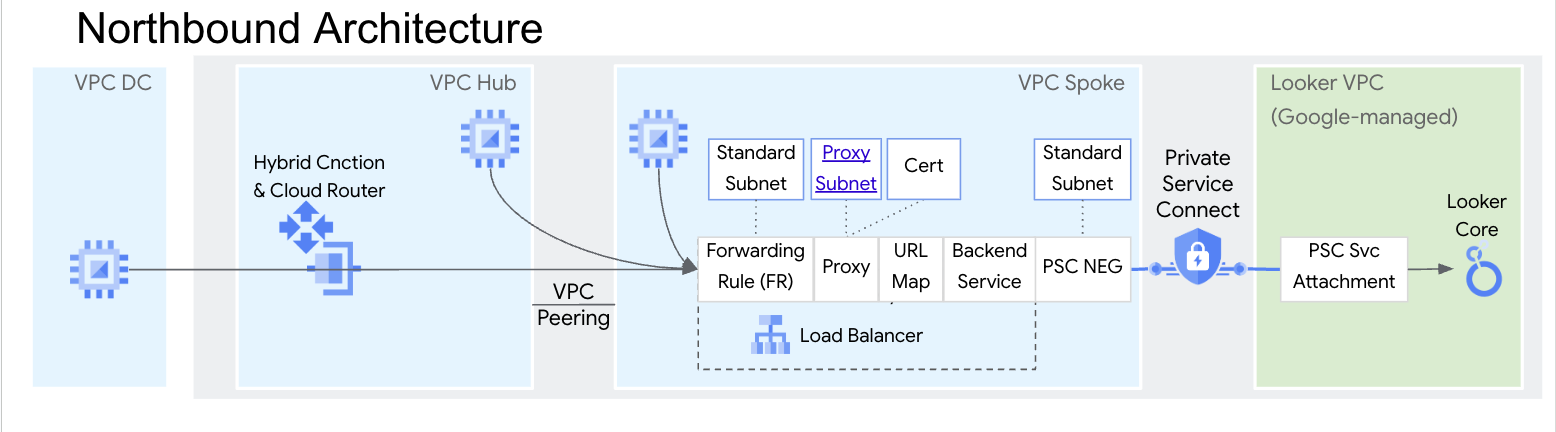 Northbound Architecture
VPC DC
VPC Hub
VPC Spoke
Looker VPC
(Google-managed)
Hybrid Cnction
& Cloud Router
Standard
Subnet
Proxy
Subnet
Cert
Standard
Subnet
Private
Service
Connect
Looker
Core
Forwarding
Rule (FR)
Proxy
URL
Map
Backend
Service
PSC NEG
PSC Svc
Attachment
VPC
Peering
Load Balancer